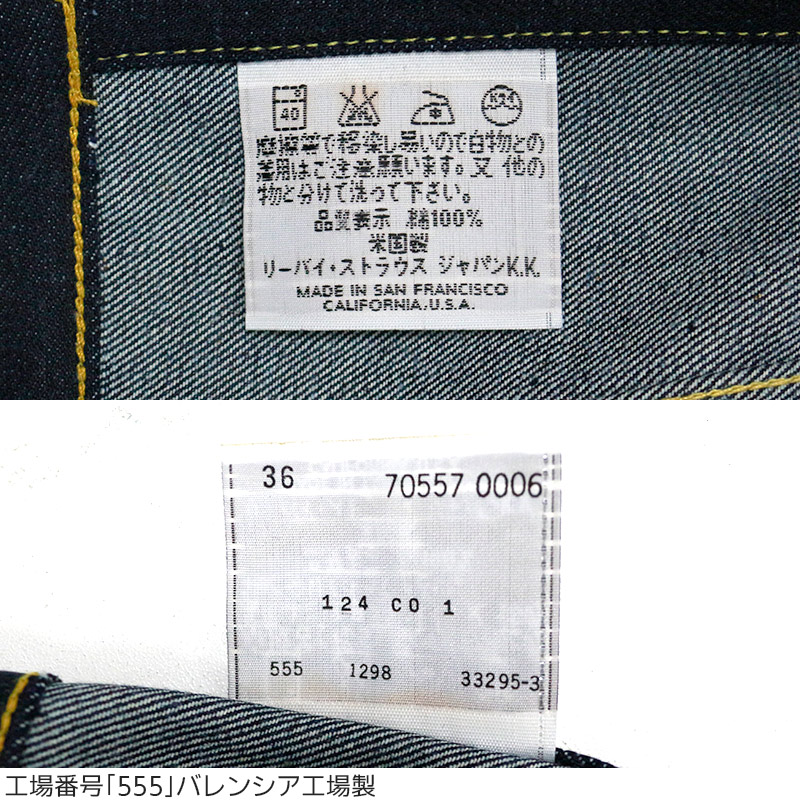 40
摩擦等で移染し易いので白物との
着用はご注意願います。又 他の
物と分けて洗って下さい。
品質表示 綿100%
米国製
リーバイ・ストラウス ジャパンK.K.
MADE IN SAN FRANCISCO
CALIFORNIA.U.S.A.
36 70557 0006
124 CO 1
555 1298 33295-3
工場番号「555」バレンシア工場製